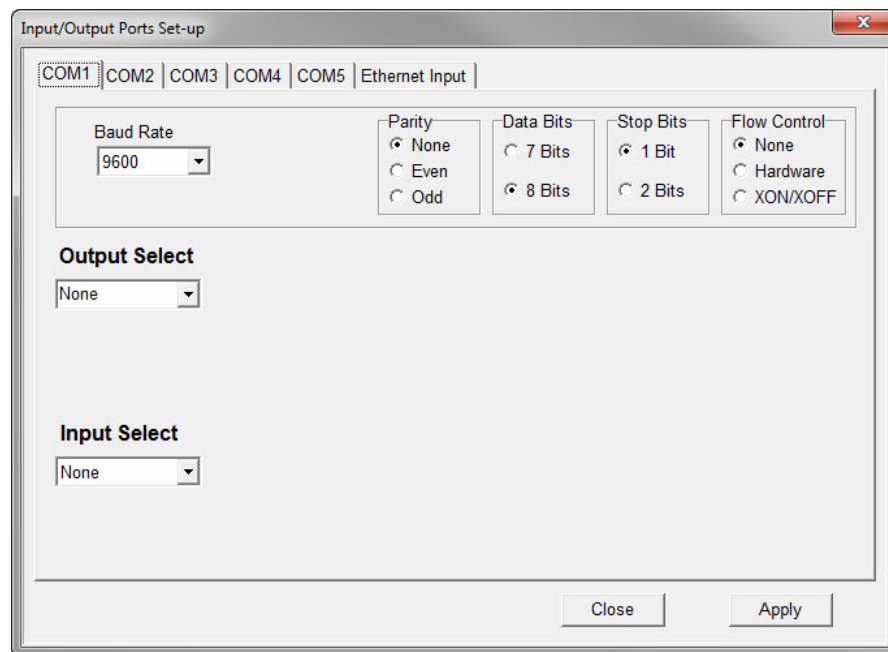 Input/Output Ports Set-up
COM1 COM2 COM3 COM4 COM5 Ethernet Input
Baud Rate
9600
Parity
None
Even
Odd
Data Bits
7 Bits
8 Bits
Stop Bits
1 Bit
2 Bits
Flow Control
None
Hardware
XON/XOFF
Output Select
None
Input Select
None
Close Apply